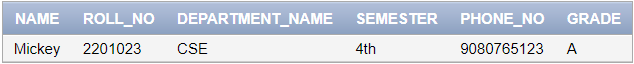 NAME ROLL_NO DEPARTMENT_NAME SEMESTER PHONE_NO GRADE
Mickey 2201023 CSE 4th 9080765123 A